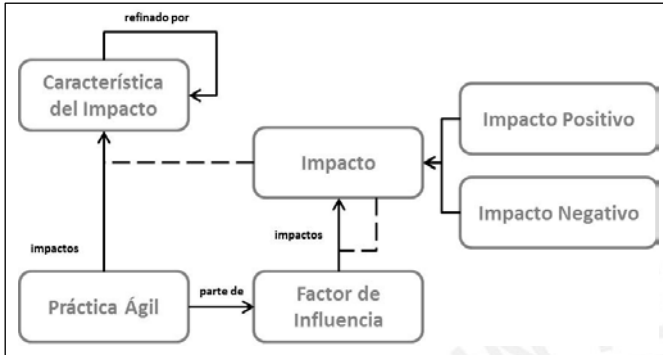 refinado por
Característica
del Impacto
Impacto Positivo
Impacto
Impacto Negativo
impactos
impactos
Práctica Ágil
parte de
Factor de
Influencia